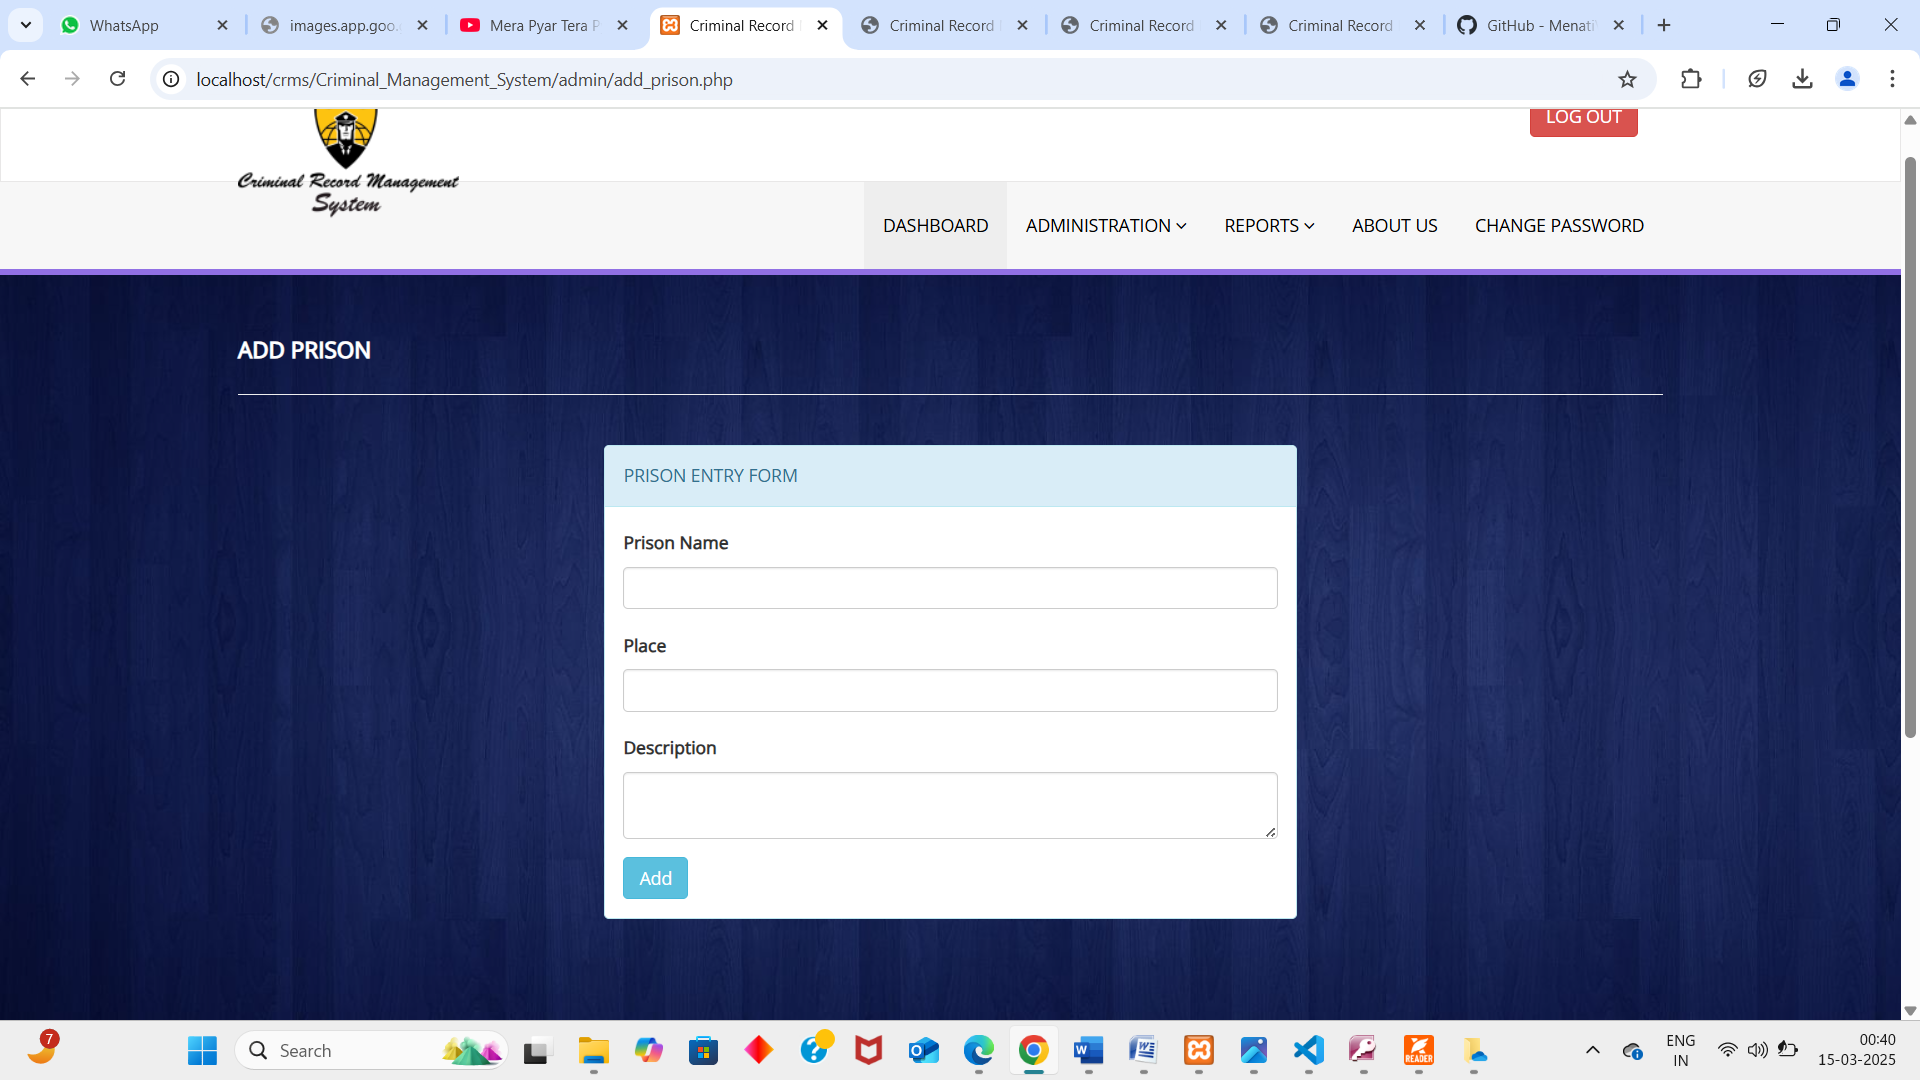 WhatsApp
images.app.goo.
Mera Pyar Tera P
Criminal Record
Criminal Record
Criminal Record
Criminal Record
GitHub - Menati
localhost/crms/Criminal_Management_System/admin/add_prison.php
LOG OUT
Criminal Record Management
System
DASHBOARD
ADMINISTRATION
REPORTS
ABOUT US
CHANGE PASSWORD
ADD PRISON
PRISON ENTRY FORM
Prison Name
Place
Description
Add
7
Search
READER
ENG
IN
00:40
15-03-2025